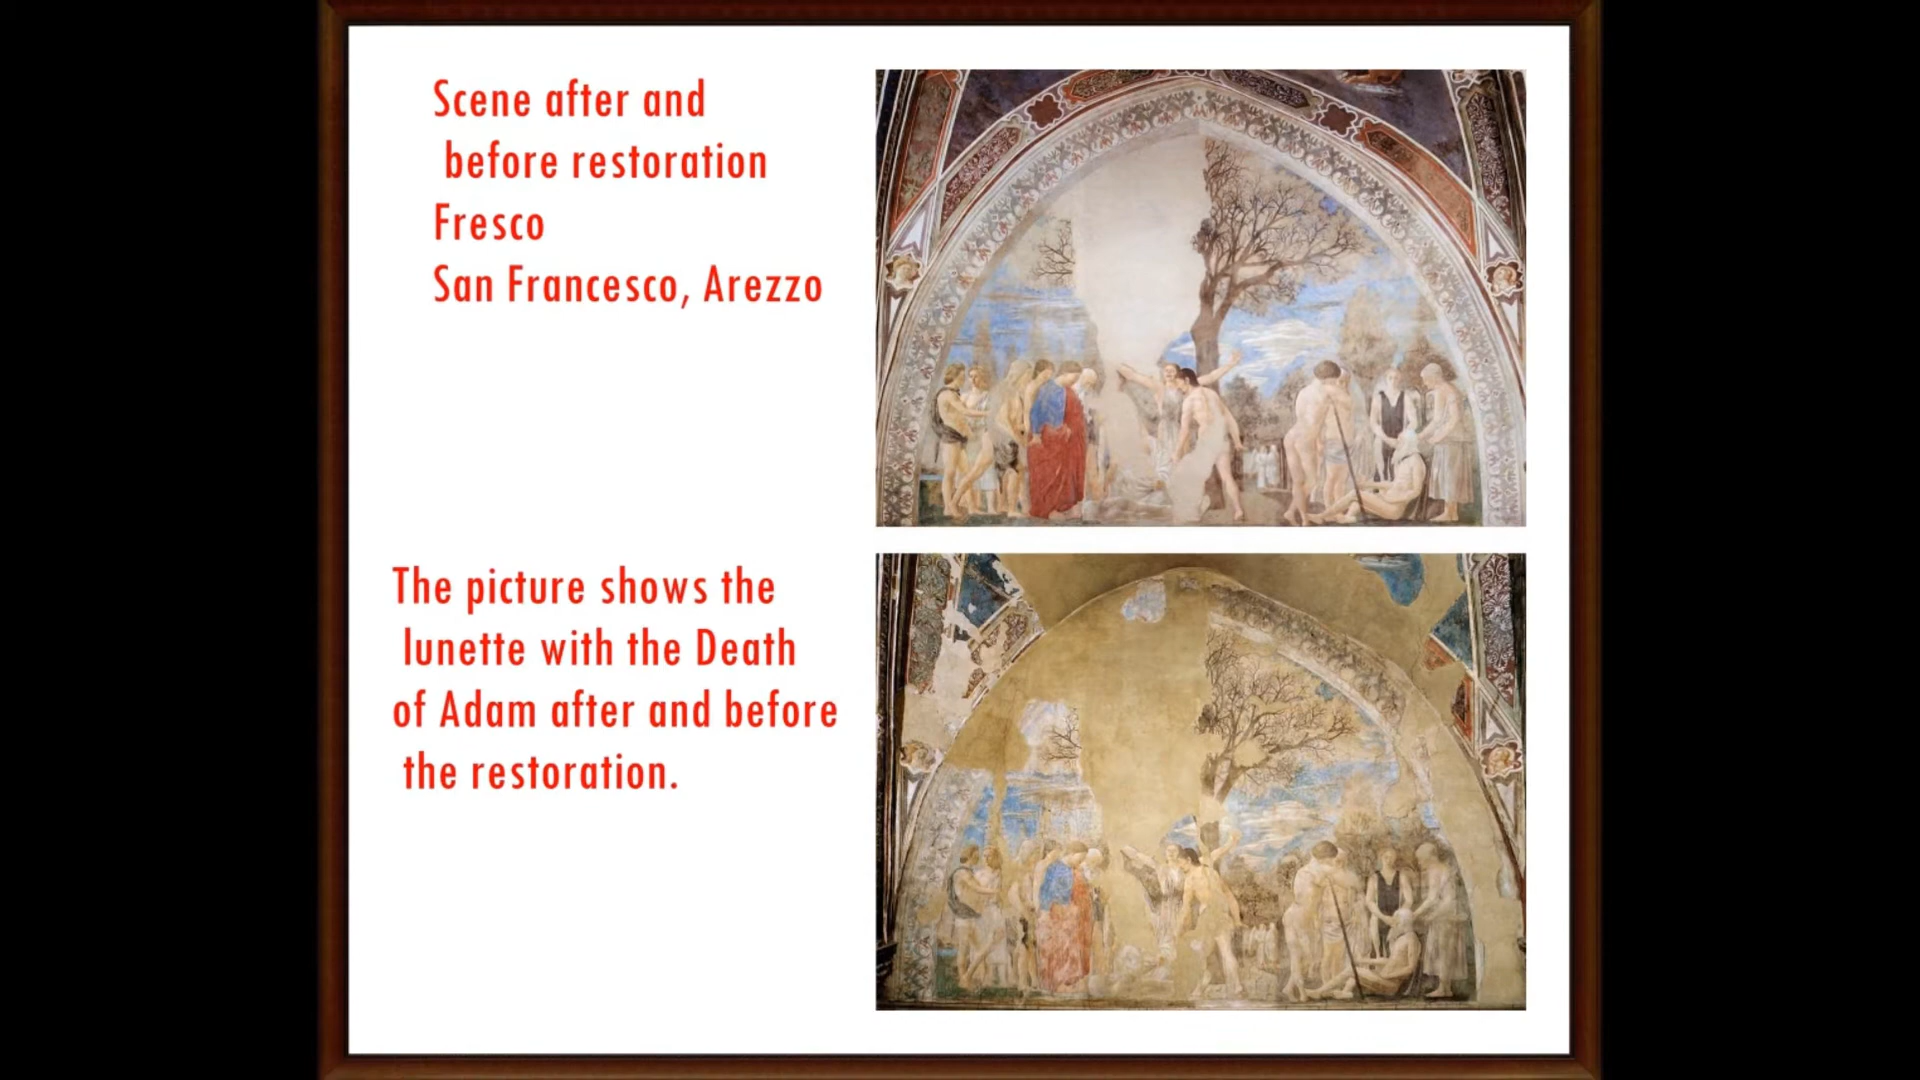 Scene after and
before restoration
Fresco
San Francesco, Arezzo
The picture shows the
lunette with the Death
of Adam after and before
the restoration.